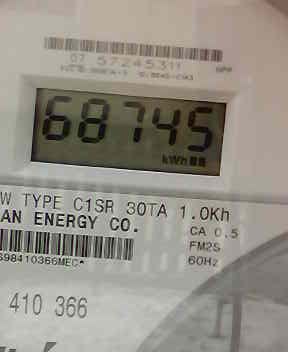 07 57245311
68745
kWh
W TYPE C1SR 30TA 1.0Kh
AN ENERGY CO.
CA 0.5
FM2S
98410366MEC*
60Hz
410 366